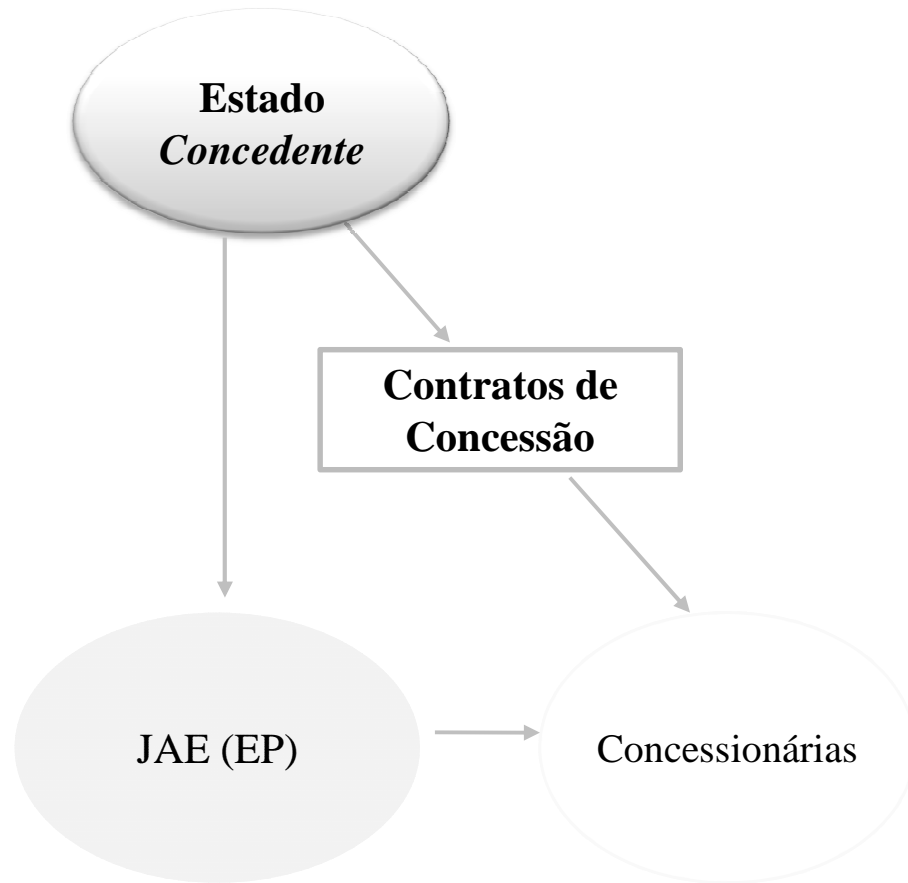 Estado
Concedente
Contratos de
Concessão
JAE (EP)
Concessionárias